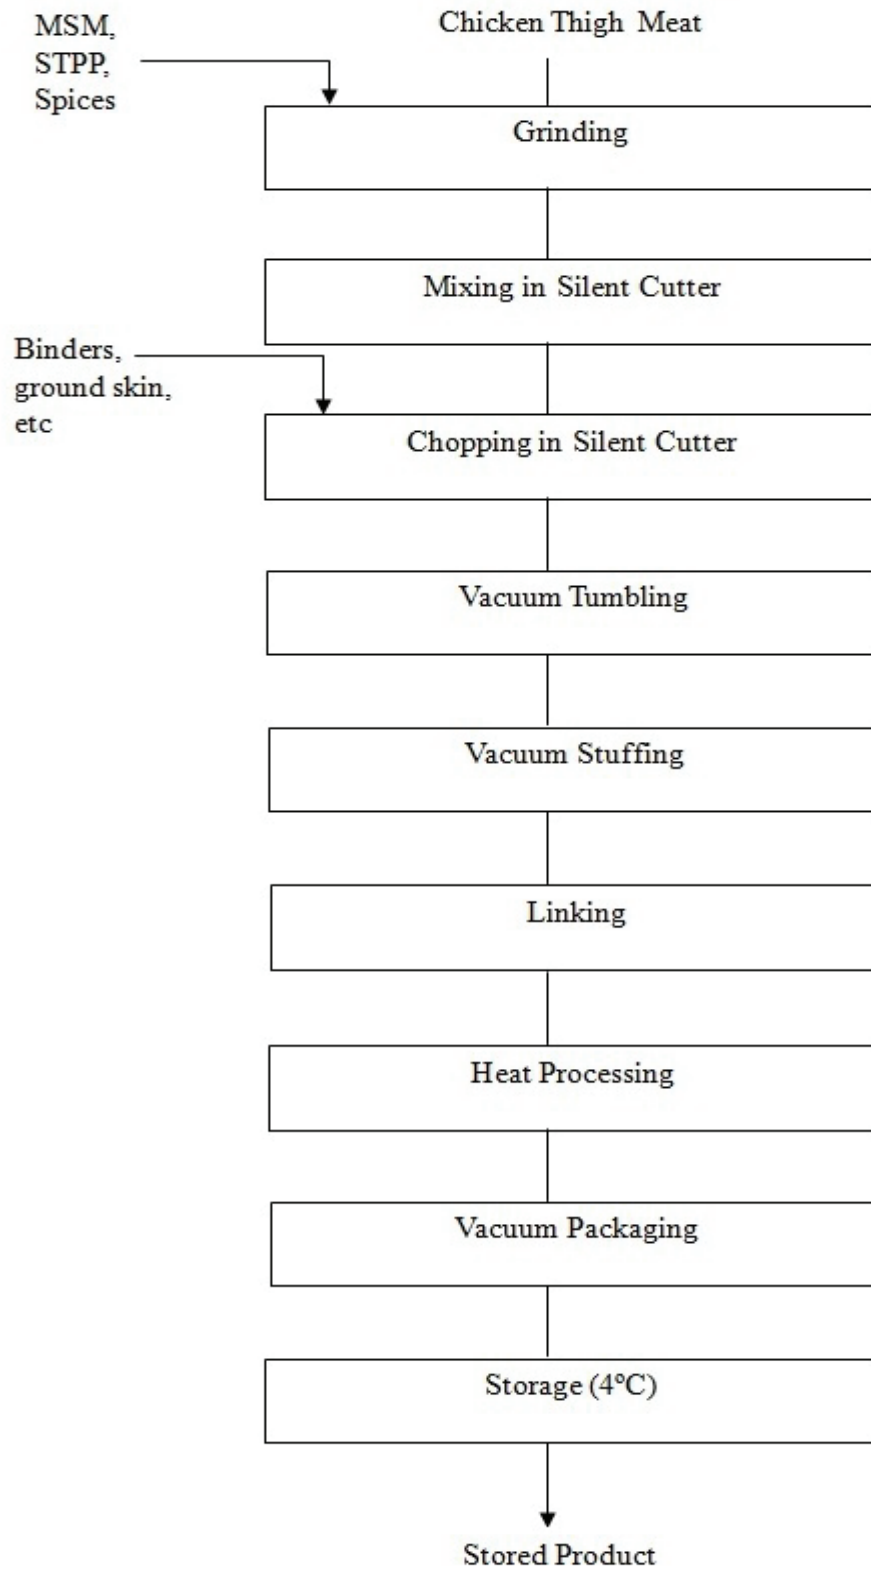 MSM,
STPP,
Spices
Chicken Thigh Meat
Grinding
Mixing in Silent Cutter
Binders,
ground skin,
etc
Chopping in Silent Cutter
Vacuum Tumbling
Vacuum Stuffing
Linking
Heat Processing
Vacuum Packaging
Storage (4°C)
Stored Product